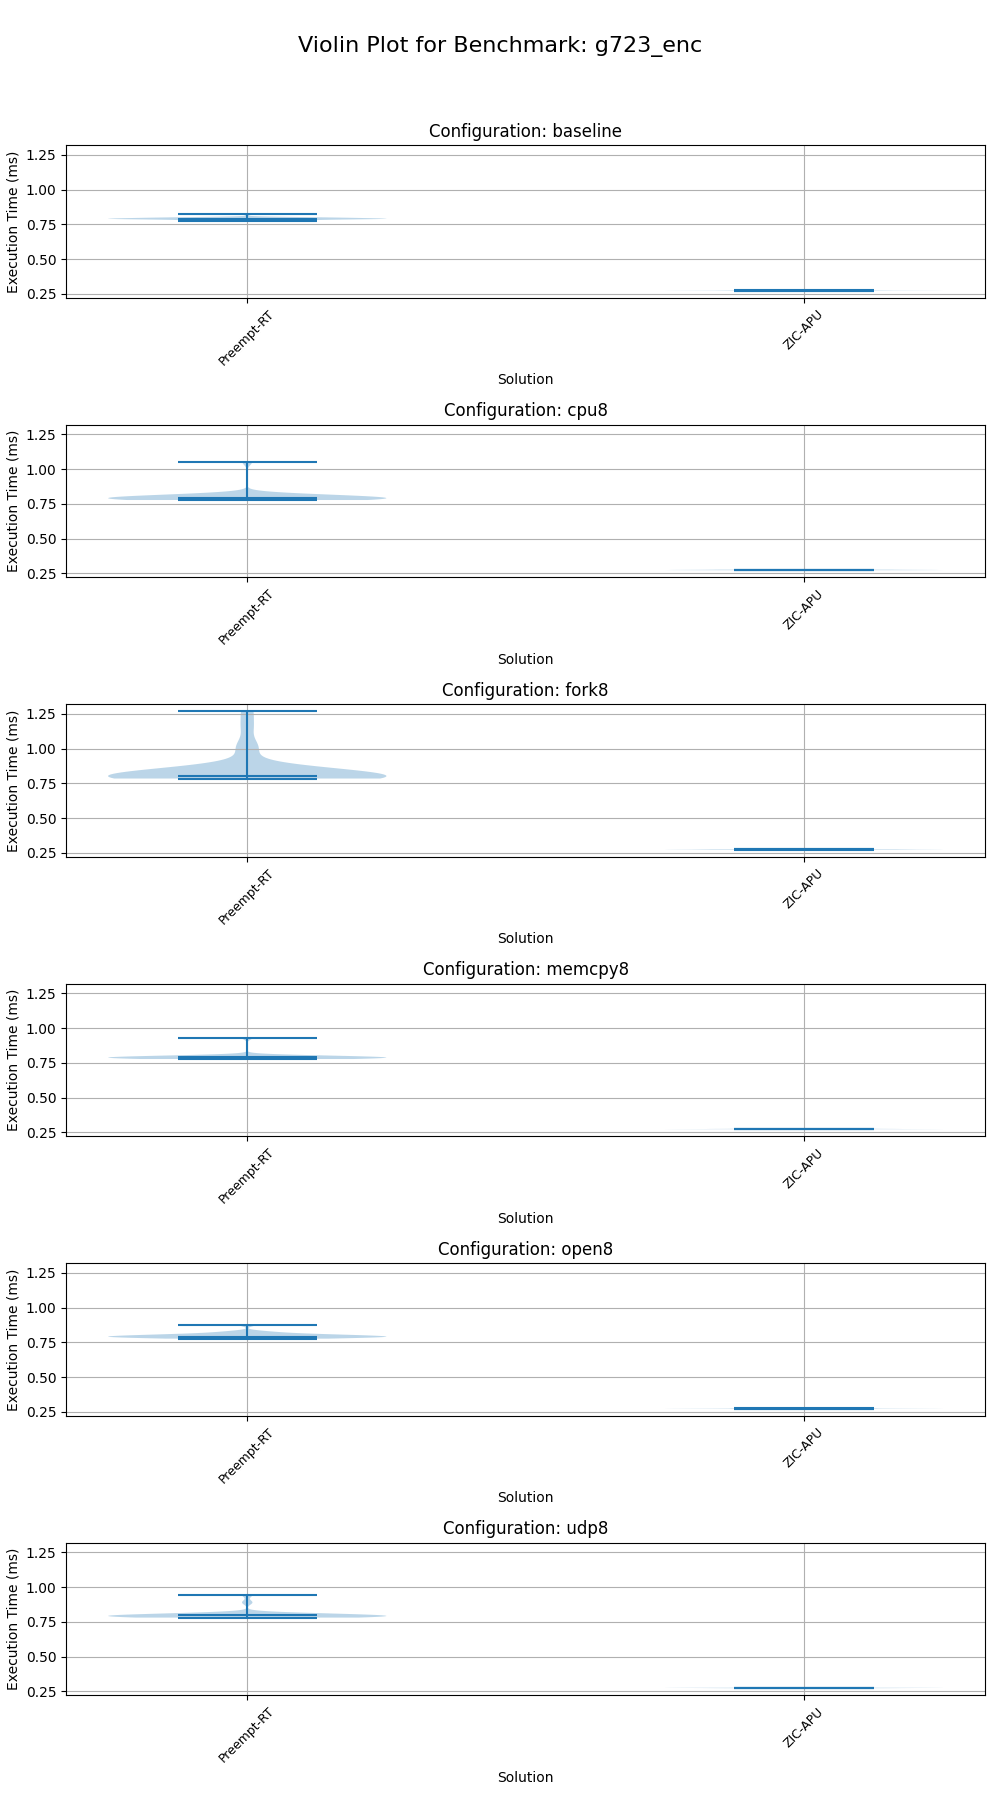 Violin Plot for Benchmark: g723_enc
Configuration: baseline
Execution Time (ms)
1.25
1.00
0.75
0.50
0.25
Preempt-RT
ZIC-APU
Solution
Configuration: cpu8
Execution Time (ms)
1.25
1.00
0.75
0.50
0.25
Preempt-RT
ZIC-APU
Solution
Configuration: fork8
Execution Time (ms)
1.25
1.00
0.75
0.50
0.25
Preempt-RT
ZIC-APU
Solution
Configuration: memcpy8
Execution Time (ms)
1.25
1.00
0.75
0.50
0.25
Preempt-RT
ZIC-APU
Solution
Configuration: open8
Execution Time (ms)
1.25
1.00
0.75
0.50
0.25
Preempt-RT
ZIC-APU
Solution
Configuration: udp8
Execution Time (ms)
1.25
1.00
0.75
0.50
0.25
Preempt-RT
ZIC-APU
Solution